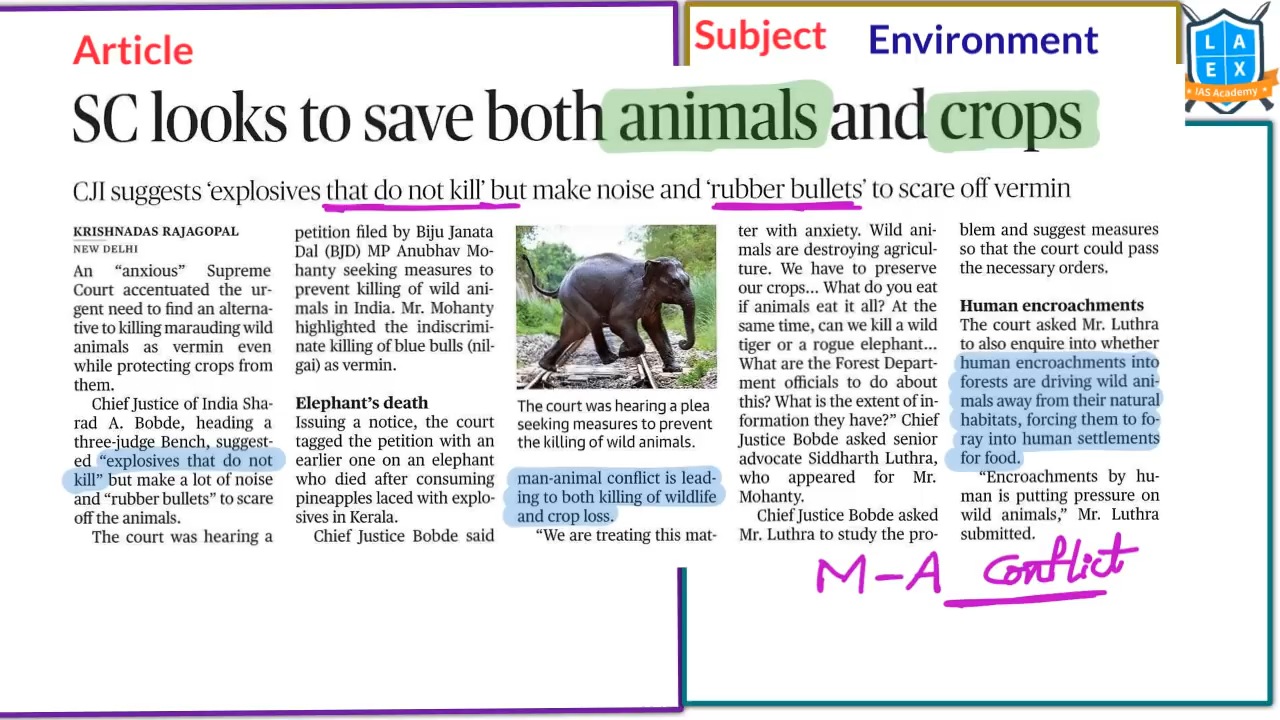 Article
Subject Environment
L A
E X
IAS Academy
SC looks to save both animals and crops
CJI suggests ‘explosives that do not kill’ but make noise and ‘rubber bullets’ to scare off vermin
KRISHNADAS RAJAGOPAL
NEW DELHI
An “anxious” Supreme
Court accentuated the ur-
gent need to find an alterna-
tive to killing marauding wild
animals as vermin even
while protecting crops from
them.
Chief Justice of India Sha-
rad A. Bobde, heading a
three-judge Bench, suggest-
ed “explosives that do not
kill” but make a lot of noise
and “rubber bullets” to scare
off the animals.
The court was hearing a
petition filed by Biju Janata
Dal (BJD) MP Anubhav Mo-
hanty seeking measures to
prevent killing of wild ani-
mals in India. Mr. Mohanty
highlighted the indiscrimi-
nate killing of blue bulls (nil-
gai) as vermin.
Elephant’s death
Issuing a notice, the court
tagged the petition with an
earlier one on an elephant
who died after consuming
pineapples laced with explo-
sives in Kerala.
Chief Justice Bobde said
The court was hearing a plea
seeking measures to prevent
the killing of wild animals.
man-animal conflict is lead-
ing to both killing of wildlife
and crop loss.
“We are treating this mat-
ter with anxiety. Wild ani-
mals are destroying agricul-
ture. We have to preserve
our crops... What do you eat
if animals eat it all? At the
same time, can we kill a wild
tiger or a rogue elephant...
What are the Forest Depart-
ment officials to do about
this? What is the extent of in-
formation they have?” Chief
Justice Bobde asked senior
advocate Siddharth Luthra,
who appeared for Mr.
Mohanty.
Chief Justice Bobde asked
Mr. Luthra to study the pro-
blem and suggest measures
so that the court could pass
the necessary orders.
Human encroachments
The court asked Mr. Luthra
to also enquire into whether
human encroachments into
forests are driving wild ani-
mals away from their natural
habitats, forcing them to fo-
ray into human settlements
for food.
“Encroachments by hu-
man is putting pressure on
wild animals,” Mr. Luthra
submitted.
M-A Conflict